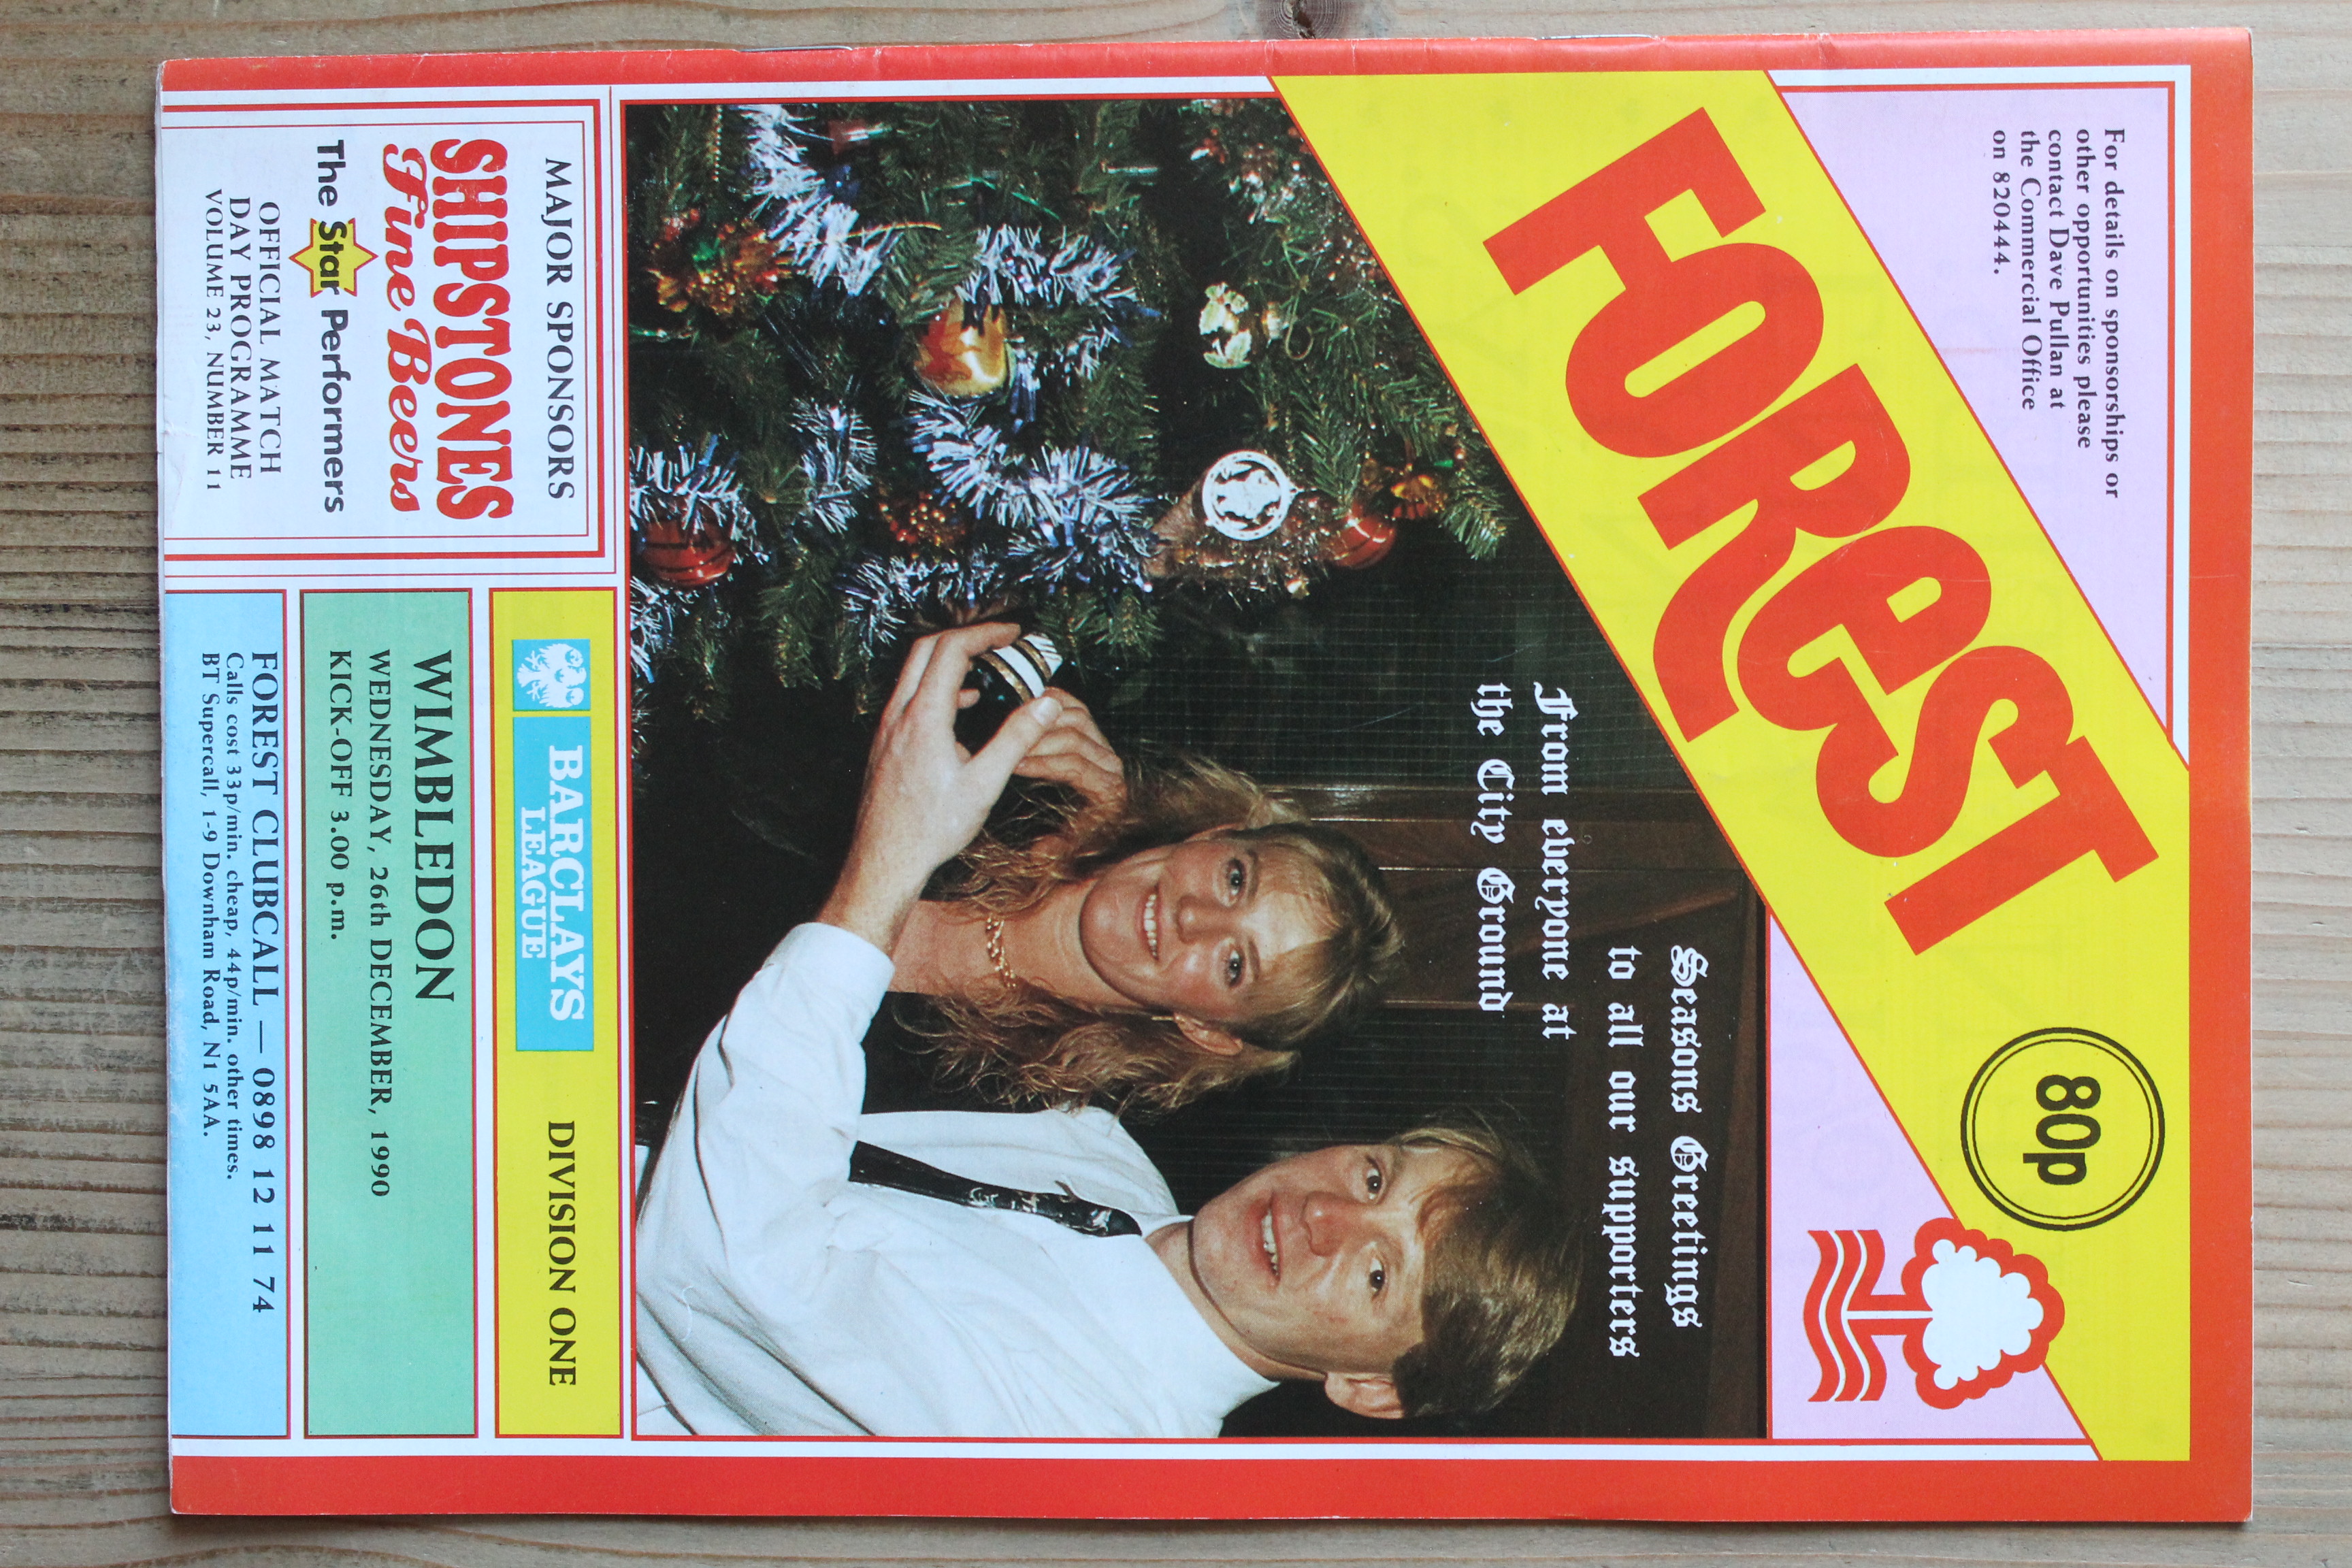 For details on sponsorships or
other opportunities please
contact Dave Pullan at
the Commercial Office
on 820444.
FOReST
80p
Seasons Greetings
to all our supporters
From everyone at
the City Ground
MAJOR SPONSORS
SHIPSTONES
Fine Beers
The Star Performers
OFFICIAL MATCH
DAY PROGRAMME
VOLUME 23, NUMBER 11
BARCLAYS
LEAGUE
DIVISION ONE
WIMBLEDON
WEDNESDAY, 26th DECEMBER, 1990
KICK-OFF 3.00 p.m.
FOREST CLUBCALL — 0898 12 11 74
Calls cost 33p/min. cheap, 44p/min. other times.
BT Supercall, 1-9 Downham Road, N1 5AA.